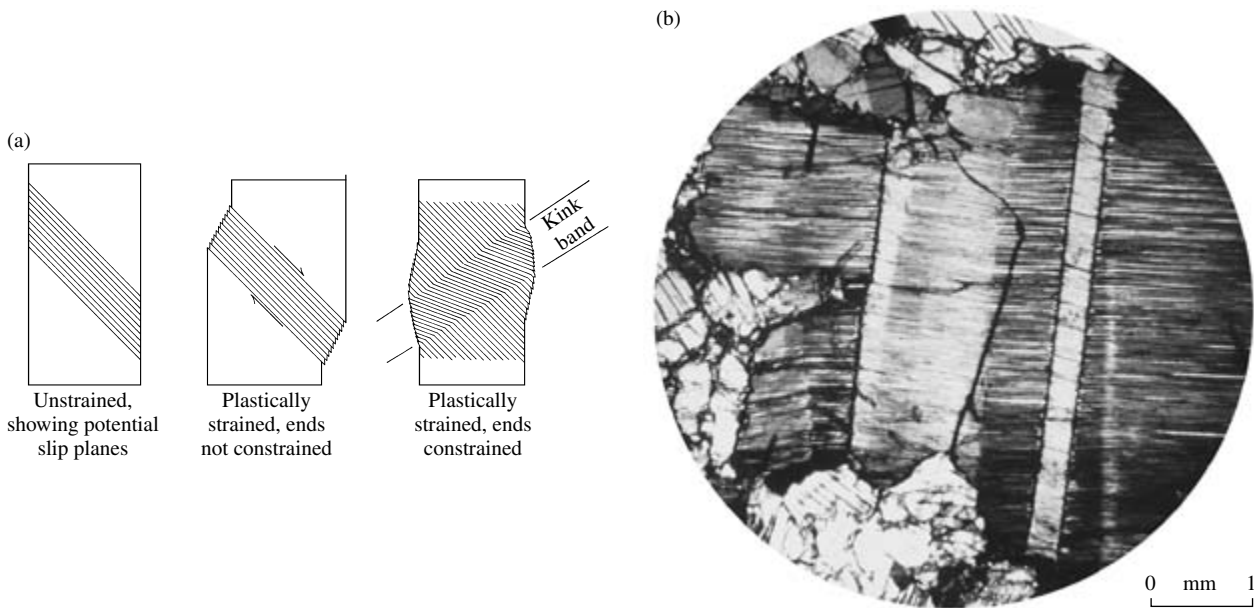 (a)
Unstrained,
showing potential
slip planes
Plastically
strained, ends
not constrained
Plastically
strained, ends
constrained
Kink
band
(b)
0 mm 1